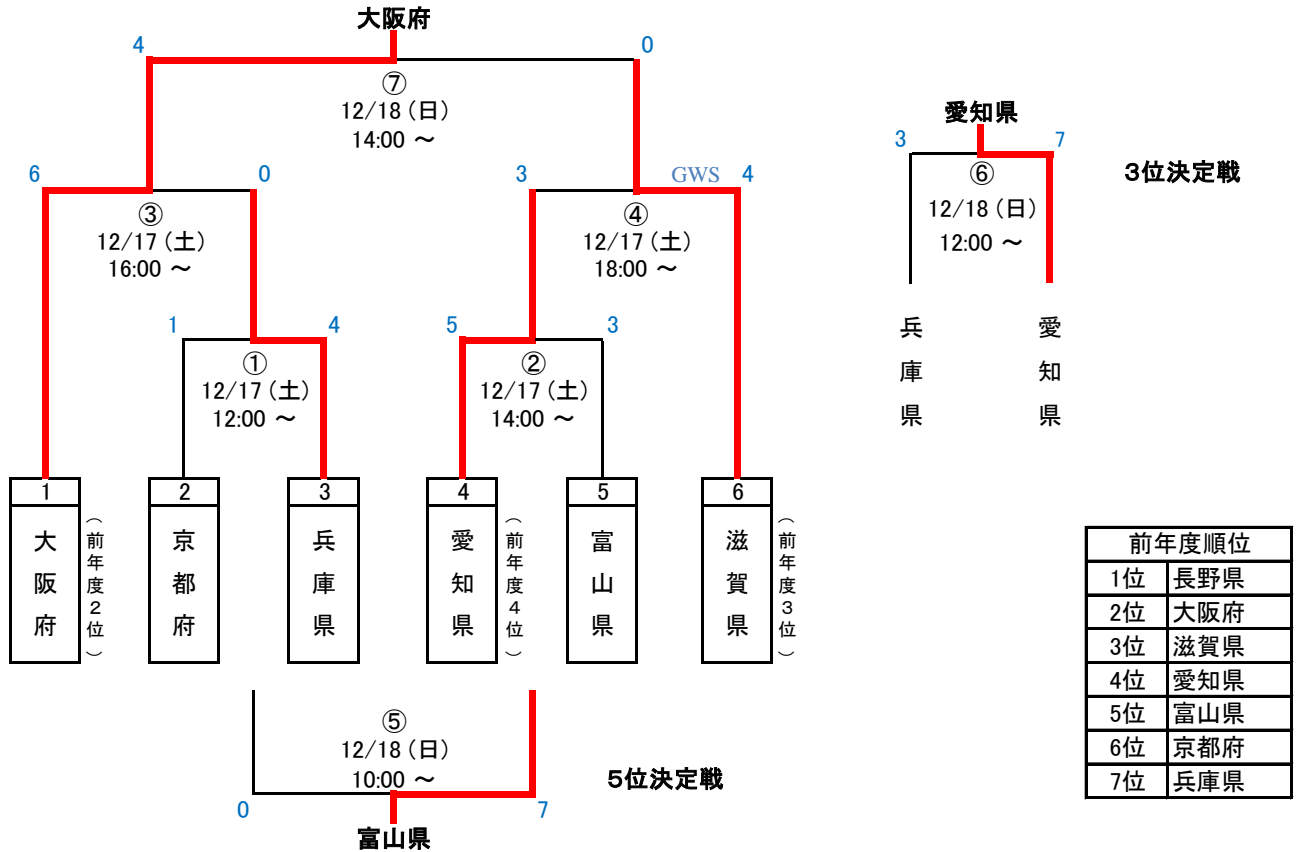 大阪府
4
0
⑦
12/18（日）
14:00 ～
6
0
③
12/17（土）
16:00 ～
3
GWS
4
④
12/17（土）
18:00 ～
1
4
①
12/17（土）
12:00 ～
5
3
②
12/17（土）
14:00 ～
1
大阪府
（前年度２位）
2
京都府
3
兵庫県
4
愛知県
（前年度４位）
5
富山県
6
滋賀県
（前年度３位）
⑤
12/18（日）
10:00 ～
0
7
富山県
５位決定戦
愛知県
3
7
⑥
12/18（日）
12:00 ～
兵庫県
愛知県
３位決定戦
前年度順位
1位 長野県
2位 大阪府
3位 滋賀県
4位 愛知県
5位 富山県
6位 京都府
7位 兵庫県